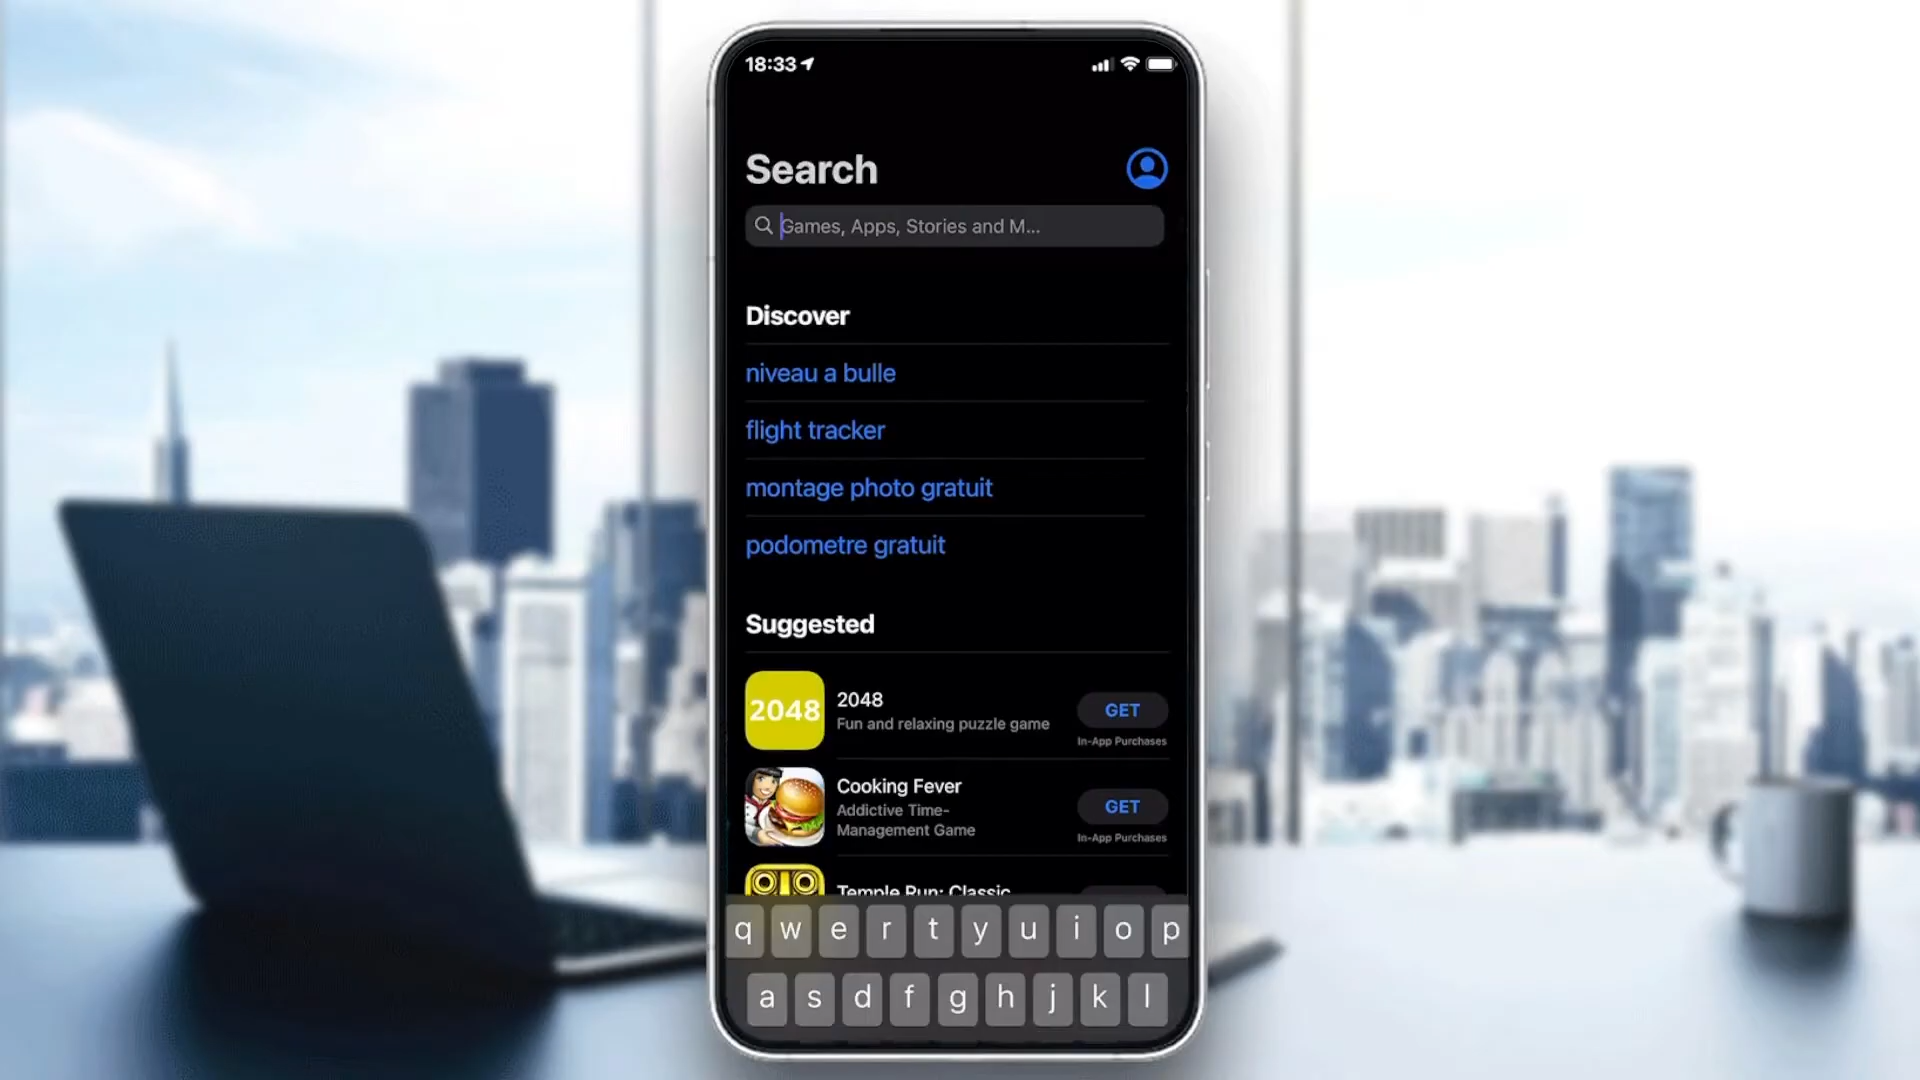 18:33
Search
Games, Apps, Stories and M...
Discover
niveau a bulle
flight tracker
montage photo gratuit
podometre gratuit
Suggested
2048
2048
Fun and relaxing puzzle game
GET
In-App Purchases
Cooking Fever
Addictive Time-
Management Game
GET
In-App Purchases
Temple Run: Classic
q w e r t y u i o p
a s d f g h j k l